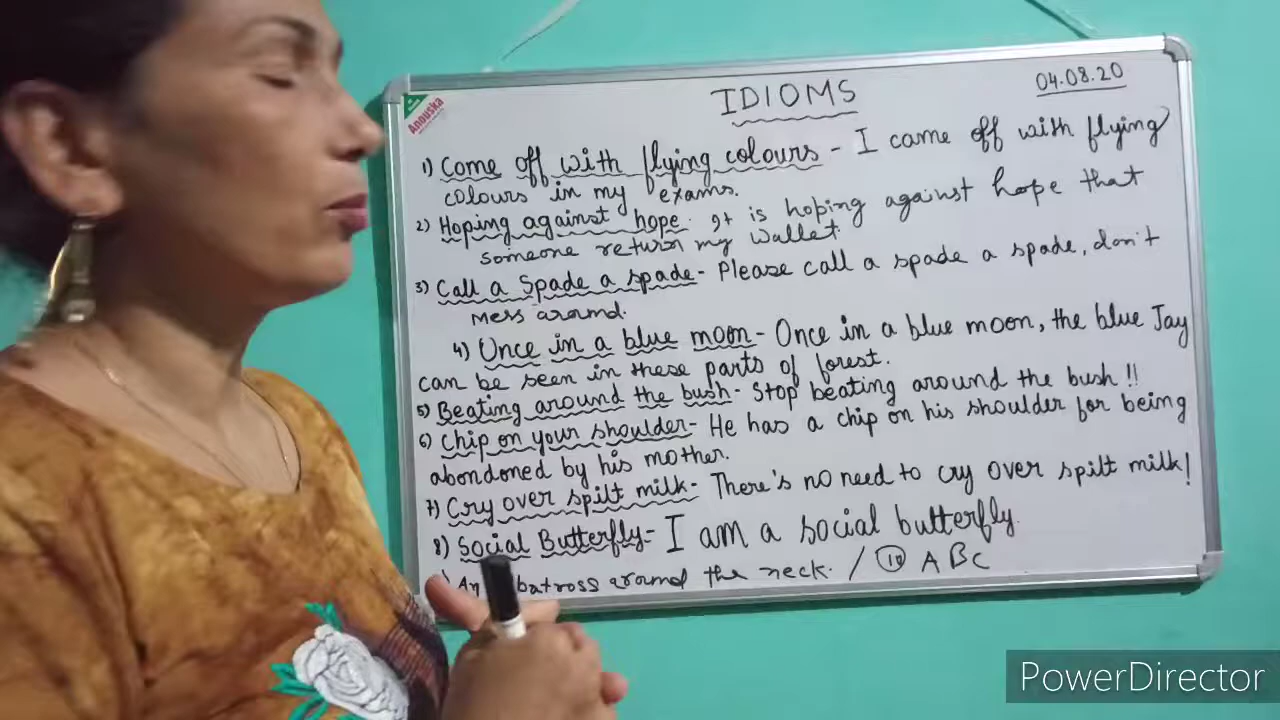 Anouska
IDIOMS
04.08.20
1) Come off with flying colours - I came off with flying
colours in my exams.
2) Hoping against hope. It is hoping against hope that
someone return my wallet.
3) Call a Spade a spade - Please call a spade a spade, don't
mess around.
4) Once in a blue moon - Once in a blue moon, the blue Jay
can be seen in these parts of forest.
5) Beating around the bush - Stop beating around the bush !!
6) Chip on your shoulder - He has a chip on his shoulder for being
abondoned by his mother.
7) Cry over spilt milk - There's no need to cry over spilt milk!
8) Social Butterfly - I am a social butterfly.
An batross around the neck. / 10 ABC
PowerDirector